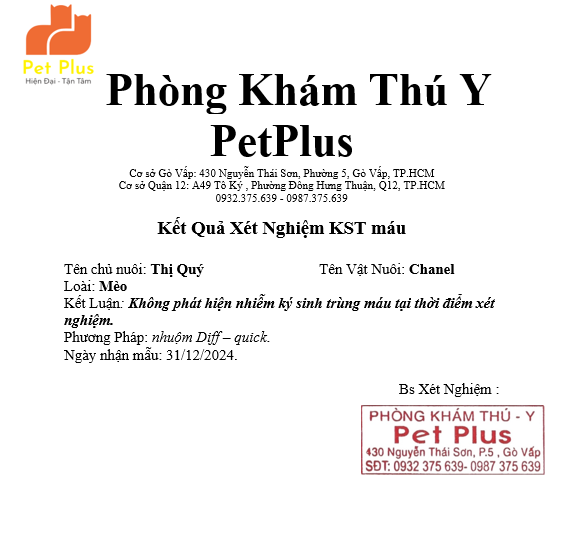 Pet Plus
Hiện Đại - Tận Tâm
Phòng Khám Thú Y
PetPlus
Cơ sở Gò Vấp: 430 Nguyễn Thái Sơn, Phường 5, Gò Vấp, TP.HCM
Cơ sở Quận 12: A49 Tô Ký , Phường Đông Hưng Thuận, Q12, TP.HCM
0932.375.639 - 0987.375.639
Kết Quả Xét Nghiệm KST máu
Tên chủ nuôi: Thị Quý Tên Vật Nuôi: Chanel
Loài: Mèo
Kết Luận: Không phát hiện nhiễm ký sinh trùng máu tại thời điểm xét
nghiệm.
Phương Pháp: nhuộm Diff – quick.
Ngày nhận mẫu: 31/12/2024.
Bs Xét Nghiệm :
PHÒNG KHÁM THÚ - Y
Pet Plus
430 Nguyễn Thái Sơn, P.5 , Gò Vấp
SĐT: 0932 375 639- 0987 375 639